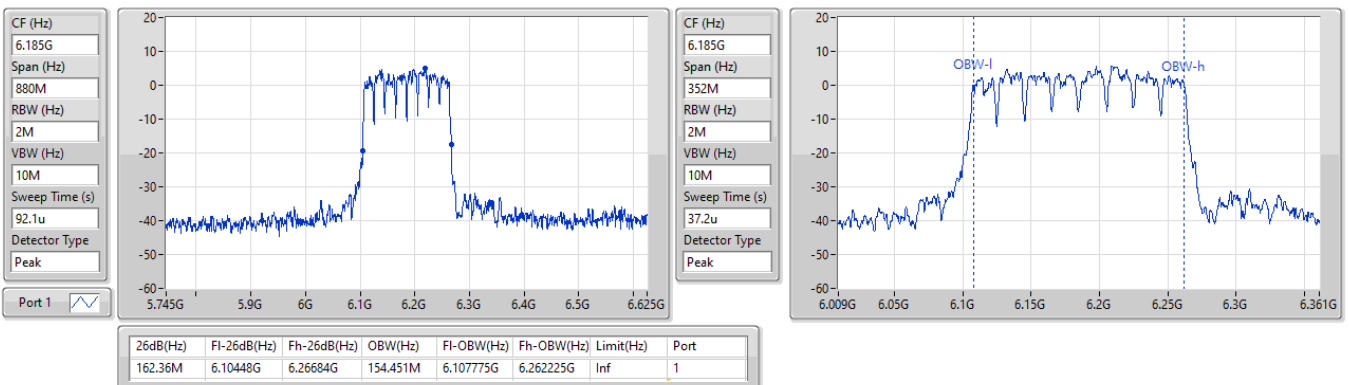 CF (Hz)
6.185G
Span (Hz)
880M
RBW (Hz)
2M
VBW (Hz)
10M
Sweep Time (s)
92.1u
Detector Type
Peak
Port 1
20
10
0
-10
-20
-30
-40
-50
-60
5.745G 5.9G 6G 6.1G 6.2G 6.3G 6.4G 6.5G 6.625G
CF (Hz)
6.185G
Span (Hz)
352M
RBW (Hz)
2M
VBW (Hz)
10M
Sweep Time (s)
37.2u
Detector Type
Peak
20
10
0
-10
-20
-30
-40
-50
-60
OBW-l OBW-h
6.009G 6.05G 6.1G 6.15G 6.2G 6.25G 6.3G 6.361G
26dB(Hz) Fl-26dB(Hz) Fh-26dB(Hz) OBW(Hz) Fl-OBW(Hz) Fh-OBW(Hz) Limit(Hz) Port
162.36M 6.10448G 6.26684G 154.451M 6.107775G 6.262225G Inf 1